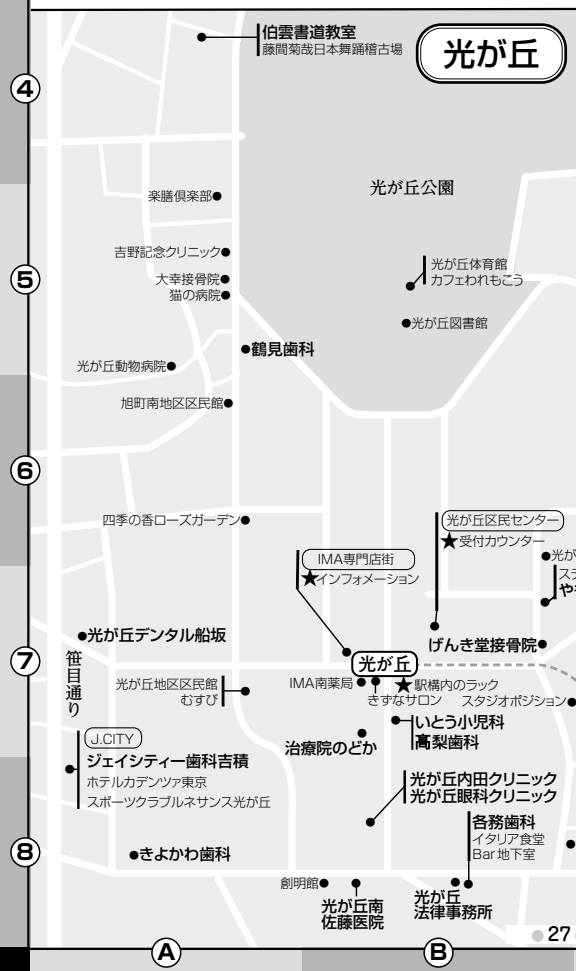 伯雲書道教室
藤間菊哉日本舞踊稽古場
光が丘
④
光が丘公園
楽膳倶楽部
吉野記念クリニック
光が丘体育館
カフェわれもこう
⑤
大幸接骨院
猫の病院
光が丘図書館
鶴見歯科
光が丘動物病院
旭町南地区区民館
⑥
四季の香ローズガーデン
光が丘区民センター
★受付カウンター
IMA専門店街
★インフォメーション
光が
ステ
や
光が丘デンタル船坂
げんき堂接骨院
⑦
笹目通り
光が丘
光が丘地区区民館
むすび
IMA南薬局
きずなサロン
★駅構内のラック
スタジオポジション
いとう小児科
髙梨歯科
治療院のどか
J.CITY
ジェイシティー歯科吉積
ホテルカデンツァ東京
スポーツクラブルネサンス光が丘
光が丘内田クリニック
光が丘眼科クリニック
各務歯科
イタリア食堂
Bar 地下室
⑧
きよかわ歯科
創明館
光が丘南
佐藤医院
光が丘
法律事務所
27
Ⓐ
Ⓑ